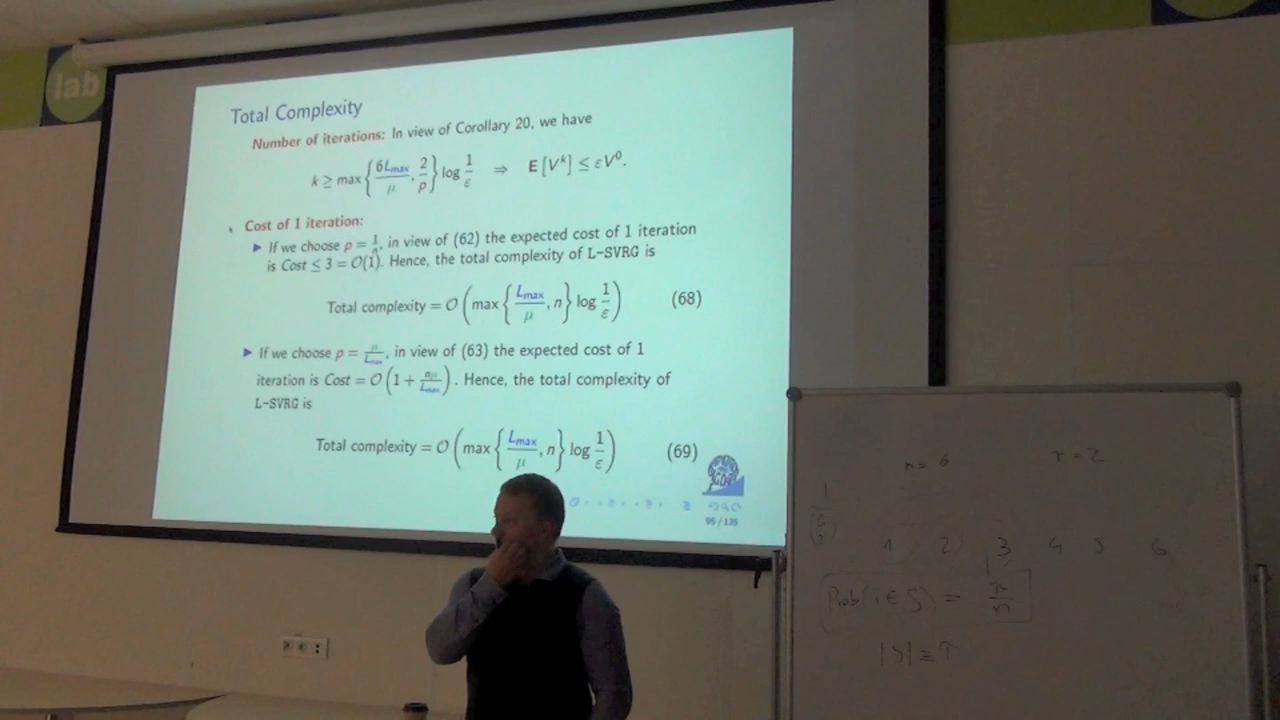 lab
Total Complexity
Number of iterations: In view of Corollary 20, we have
k ≥ max { 6L_max / μ , 2 / p } log 1/ε ⇒ E [V^k] ≤ εV^0.
Cost of 1 iteration:
▶ If we choose p = 1/n, in view of (62) the expected cost of 1 iteration
is Cost ≤ 3 = O(1). Hence, the total complexity of L-SVRG is
Total complexity = O ( max { L_max / μ , n } log 1/ε ) (68)
▶ If we choose p = μ/L_max, in view of (63) the expected cost of 1
iteration is Cost = O ( 1 + nμ/L_max ). Hence, the total complexity of
L-SVRG is
Total complexity = O ( max { L_max / μ , n } log 1/ε ) (69)
95 / 135
n = 6
τ = 2
1 2 3 4 5 6
Prob(i ∈ S) = τ/n
|S| ≡ τ